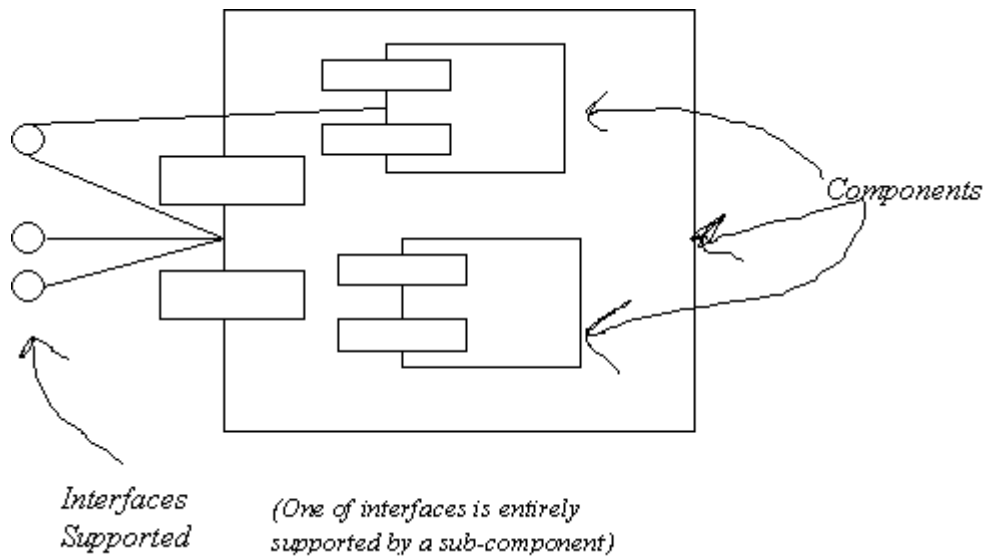 Components
Interfaces
Supported
(One of interfaces is entirely
supported by a sub-component)